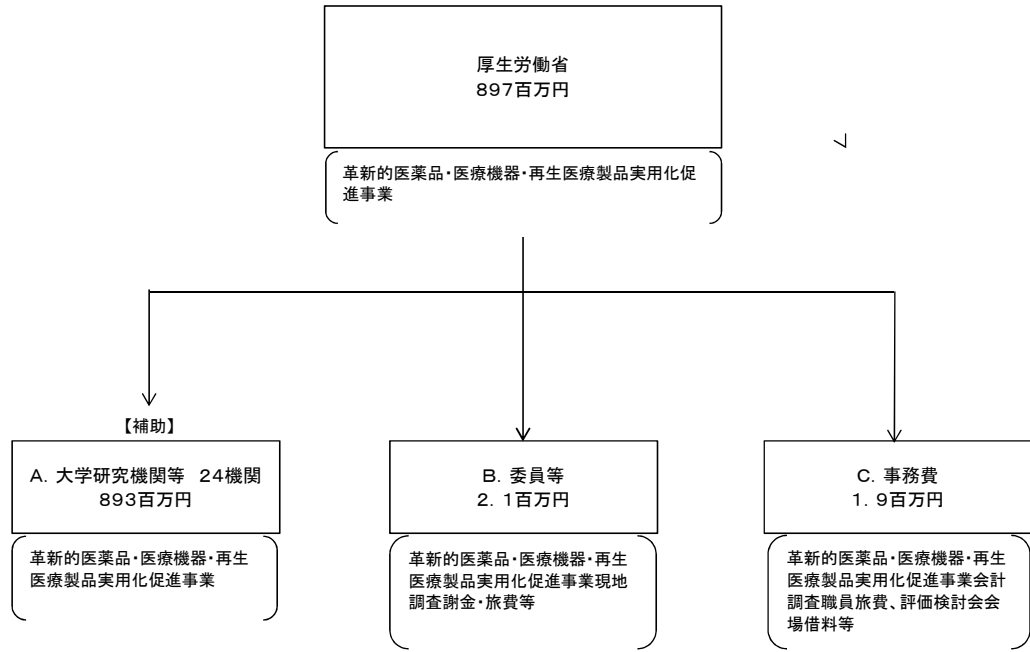 厚生労働省
897百万円
革新的医薬品・医療機器・再生医療製品実用化促
進事業
【補助】
A. 大学研究機関等　24機関
893百万円
革新的医薬品・医療機器・再生
医療製品実用化促進事業
B. 委員等
2. 1百万円
革新的医薬品・医療機器・再生
医療製品実用化促進事業現地
調査謝金・旅費等
C. 事務費
1. 9百万円
革新的医薬品・医療機器・再生
医療製品実用化促進事業会計
調査職員旅費、評価検討会会
場借料等